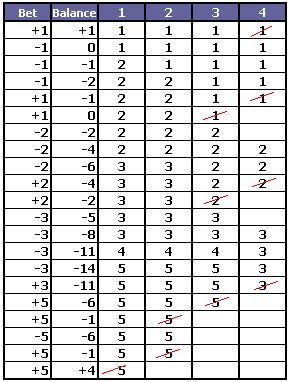 Bet Balance 1 2 3 4
+1 +1 1 1 1 1
-1 0 1 1 1 1
-1 -1 2 1 1 1
-1 -2 2 2 1 1
+1 -1 2 2 1 1
+1 0 2 2 1
-2 -2 2 2 2
-2 -4 2 2 2 2
-2 -6 3 3 2 2
+2 -4 3 3 2 2
+2 -2 3 3 2
-3 -5 3 3 3
-3 -8 3 3 3 3
-3 -11 4 4 4 3
-3 -14 5 5 5 3
+3 -11 5 5 5 3
+5 -6 5 5 5
+5 -1 5 5
-5 -6 5 5
+5 -1 5 5
+5 +4 5